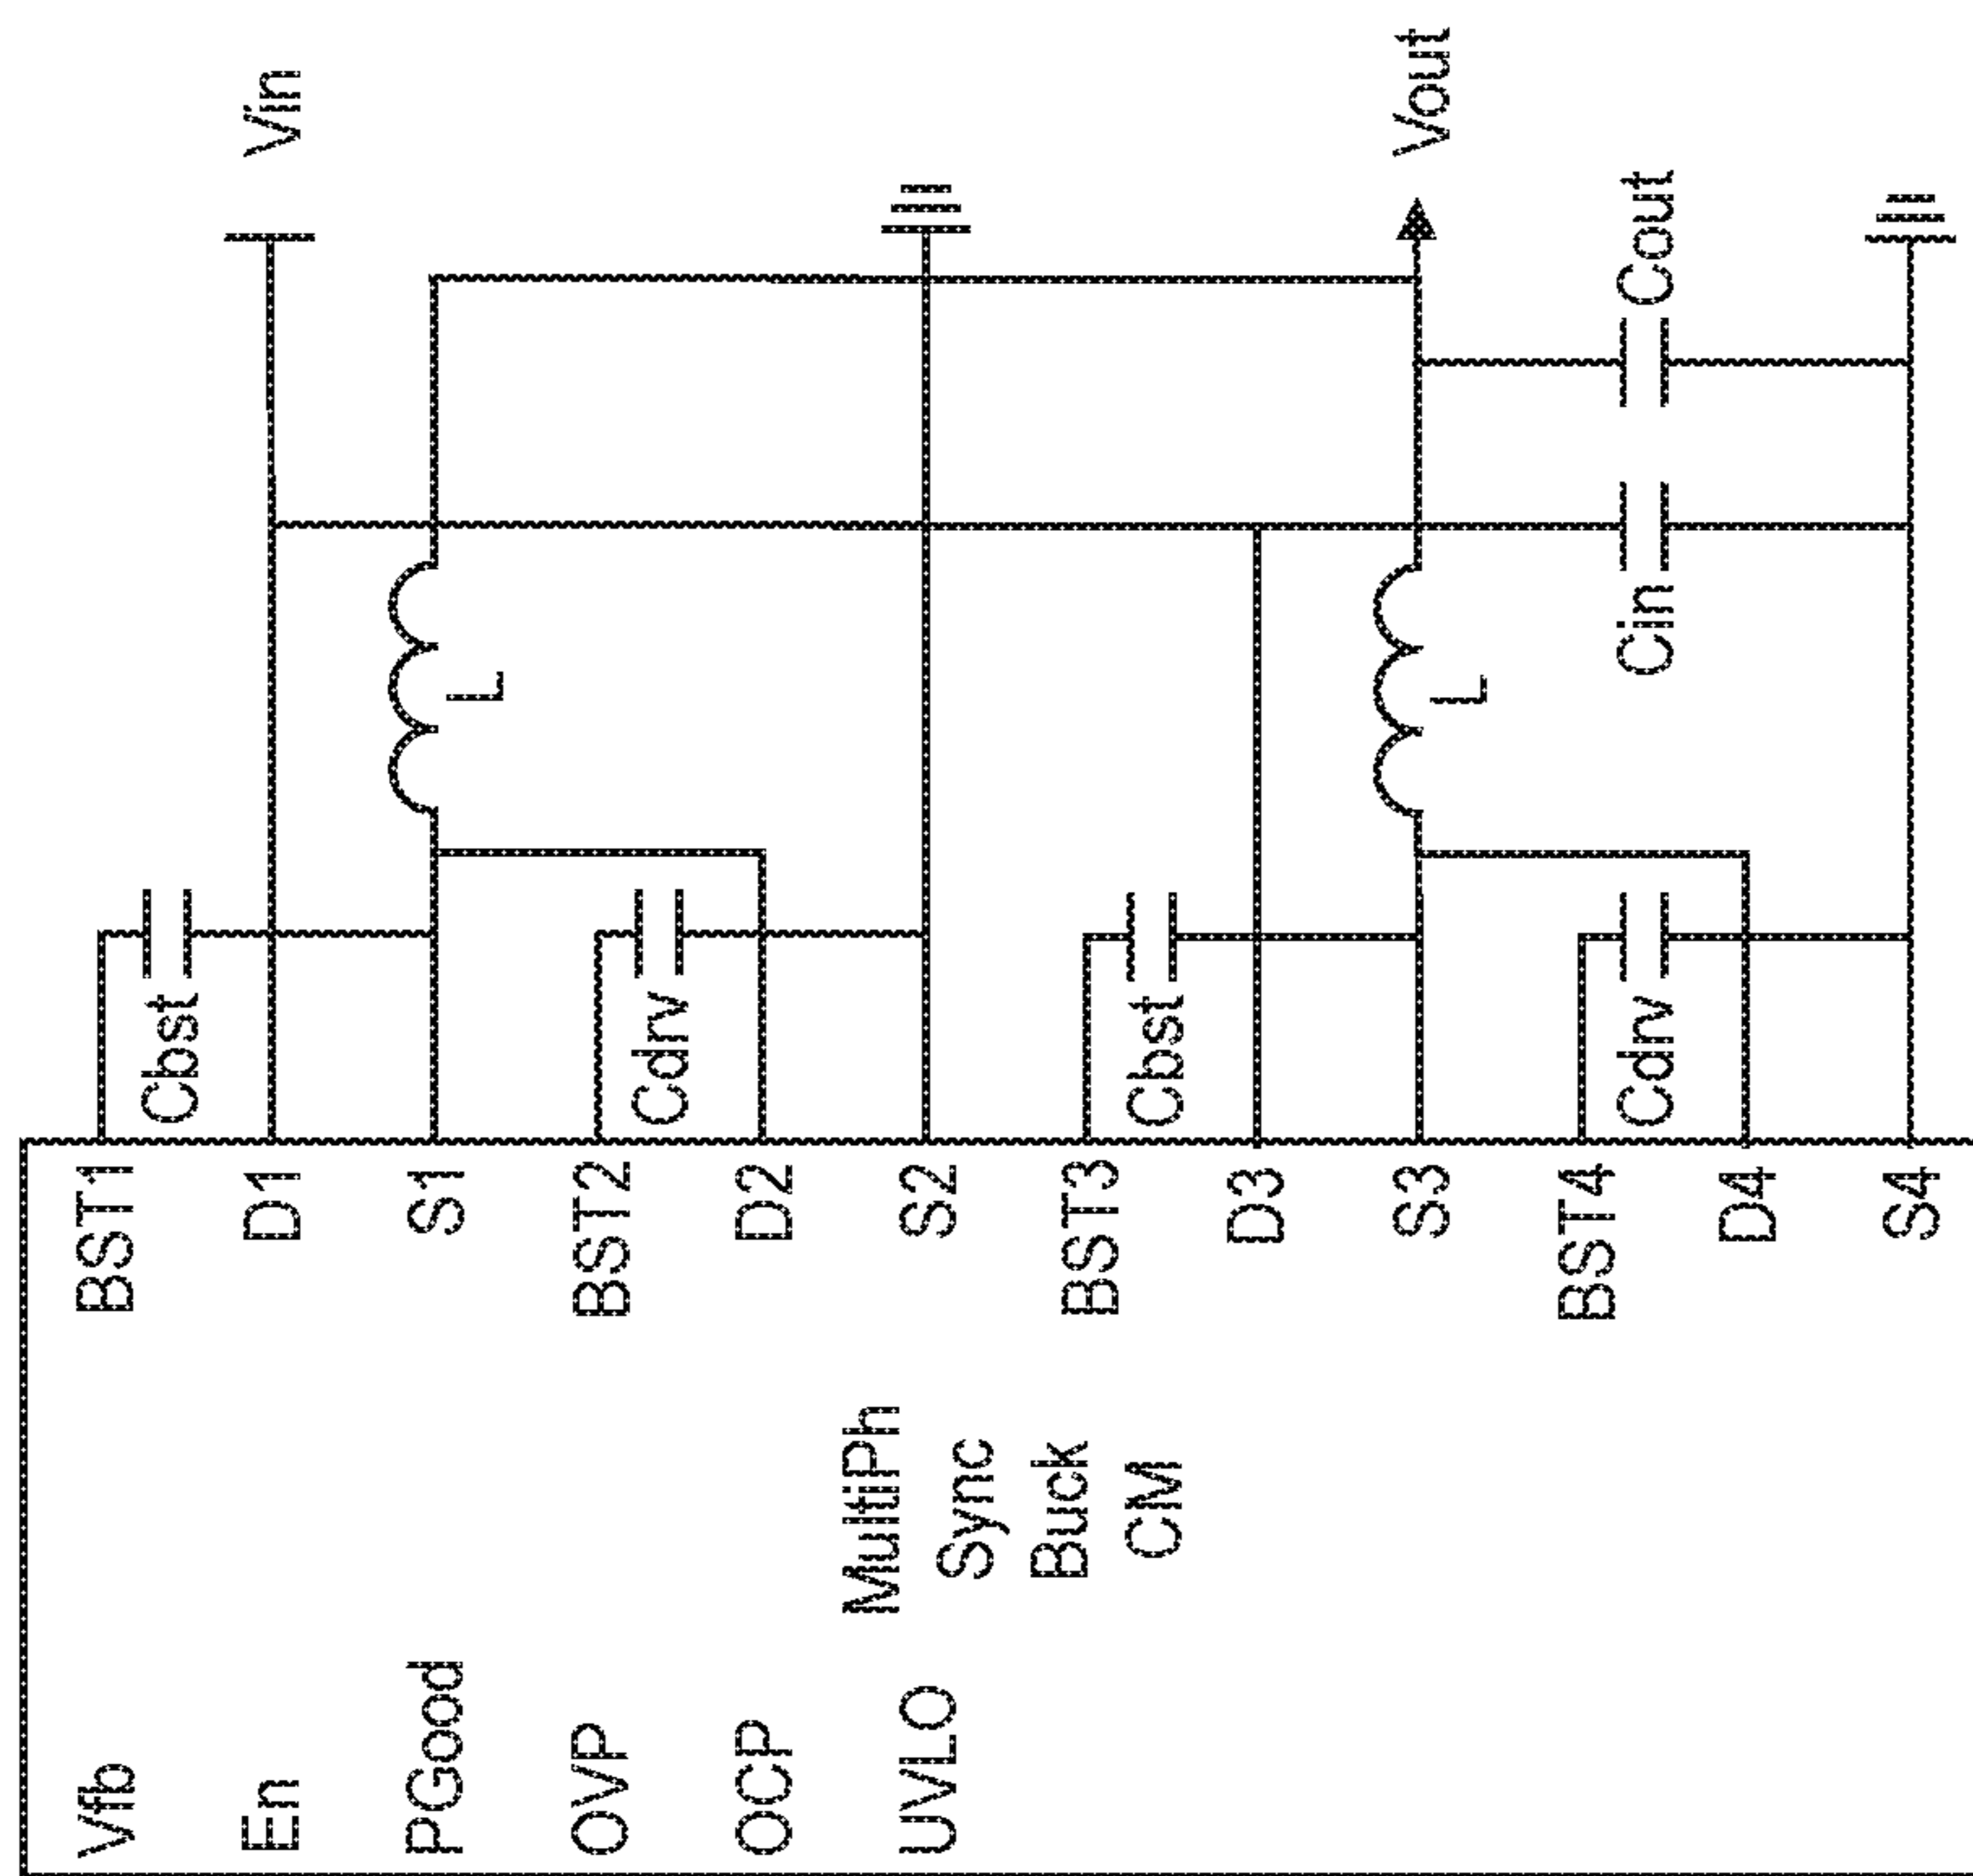 Vfb
En
PGood
OVP
OCP
UVLO
MultiPh
Sync
Buck
CM
BST1
D1
S1
BST2
D2
S2
BST3
D3
S3
BST4
D4
S4
Cbst
Cdrv
Cbst
Cdrv
L
L
Cin
Cout
Vin
Vout